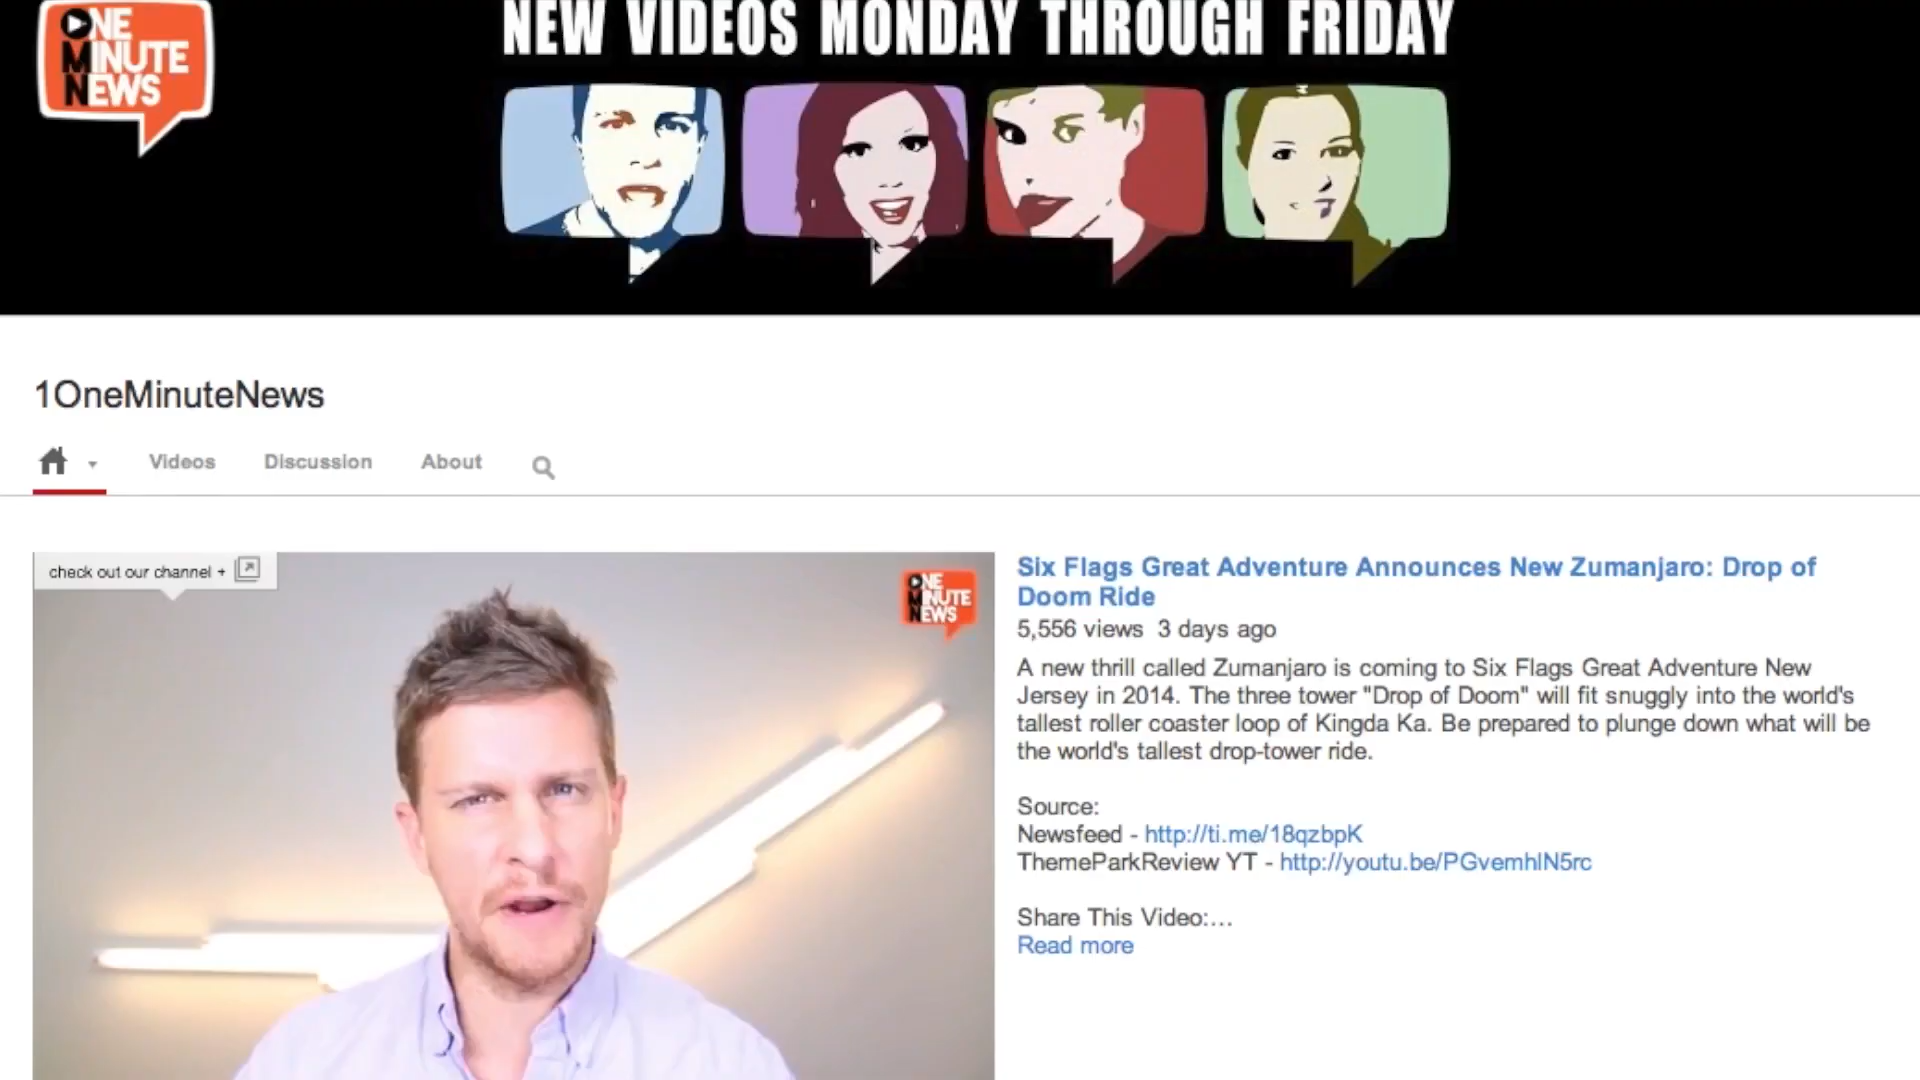 ONE
MINUTE
NEWS
NEW VIDEOS MONDAY THROUGH FRIDAY
1OneMinuteNews
Videos Discussion About
check out our channel +
ONE
MINUTE
NEWS
Six Flags Great Adventure Announces New Zumanjaro: Drop of
Doom Ride
5,556 views 3 days ago
A new thrill called Zumanjaro is coming to Six Flags Great Adventure New
Jersey in 2014. The three tower "Drop of Doom" will fit snuggly into the world's
tallest roller coaster loop of Kingda Ka. Be prepared to plunge down what will be
the world's tallest drop-tower ride.
Source:
Newsfeed - http://ti.me/18qzbpK
ThemeParkReview YT - http://youtu.be/PGvemhlN5rc
Share This Video:...
Read more